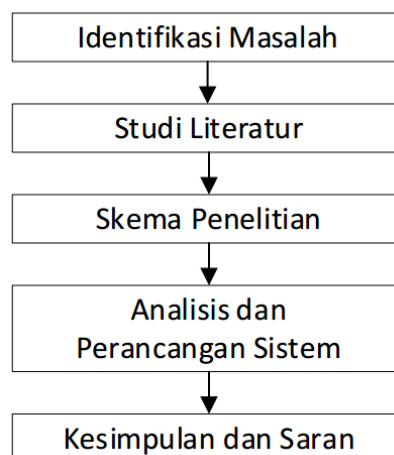 Identifikasi Masalah
Studi Literatur
Skema Penelitian
Analisis dan
Perancangan Sistem
Kesimpulan dan Saran